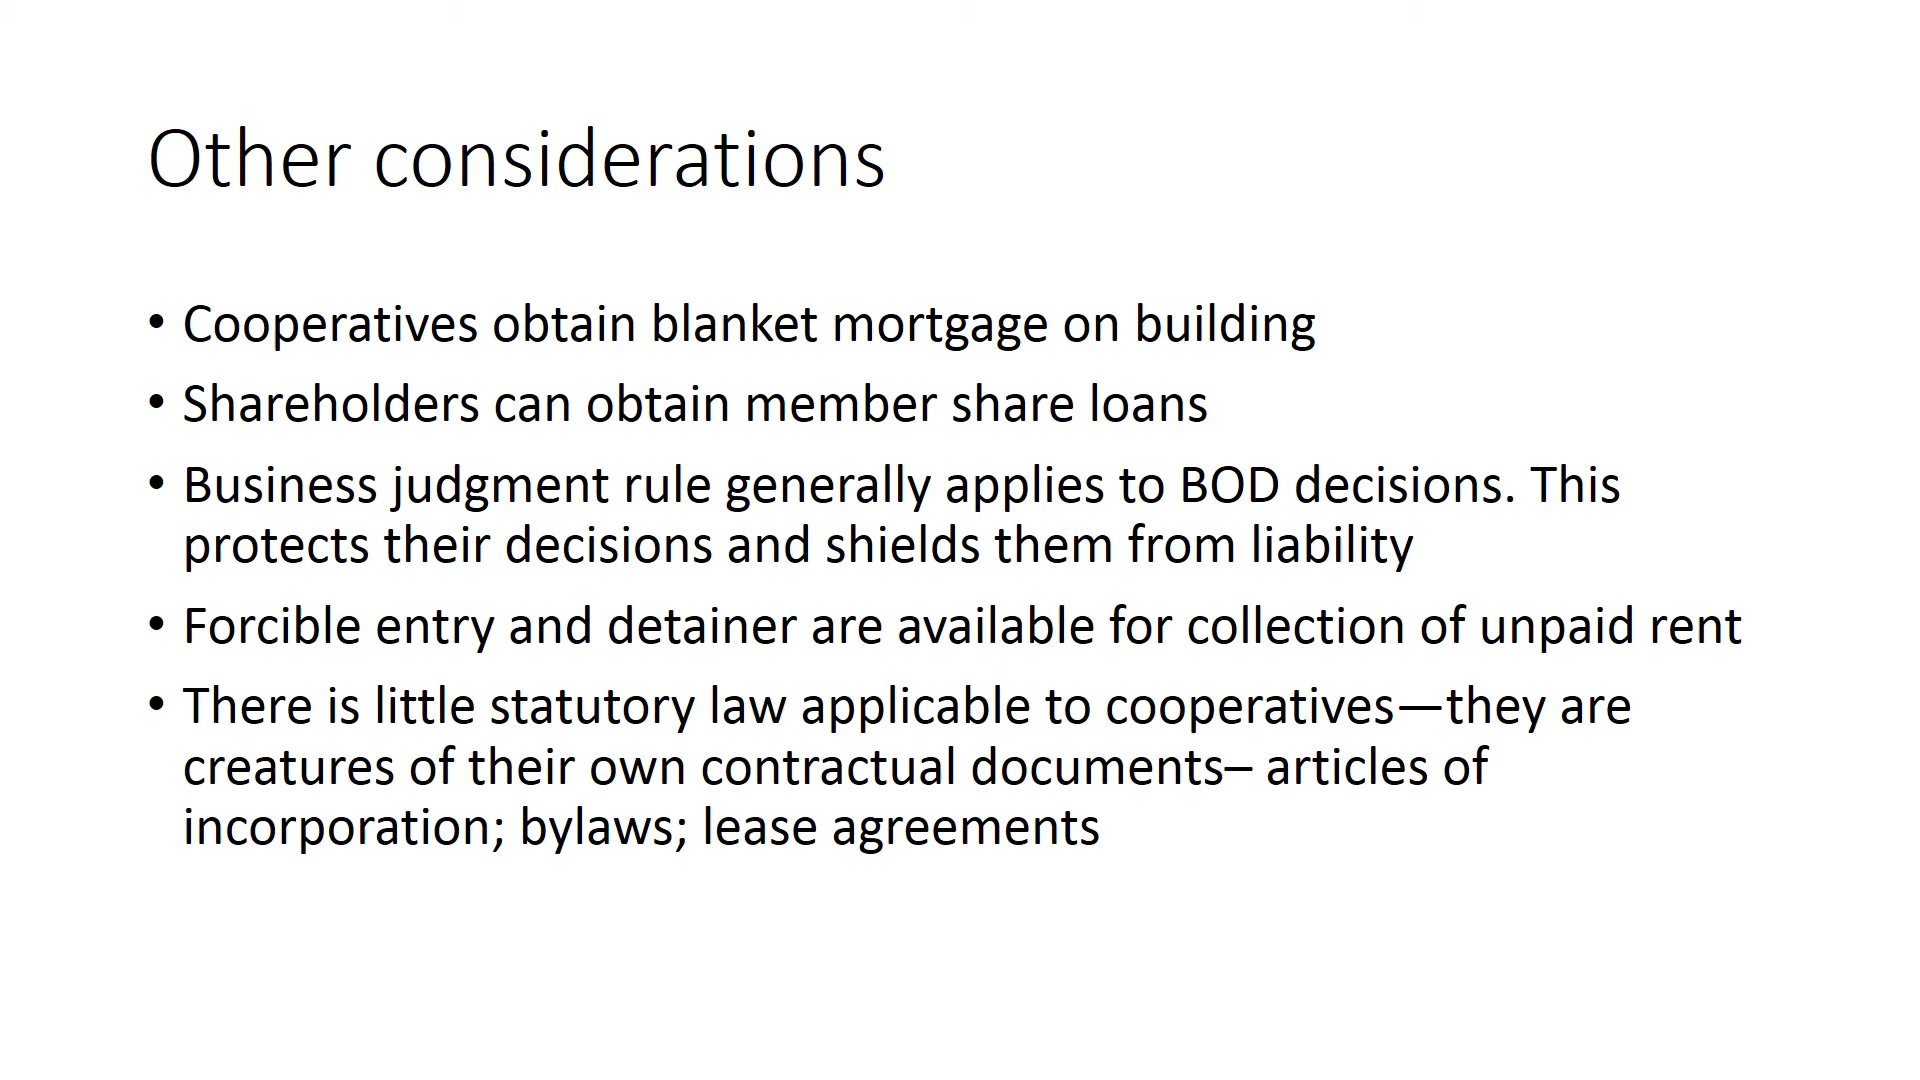 Other considerations
• Cooperatives obtain blanket mortgage on building
• Shareholders can obtain member share loans
• Business judgment rule generally applies to BOD decisions. This
protects their decisions and shields them from liability
• Forcible entry and detainer are available for collection of unpaid rent
• There is little statutory law applicable to cooperatives—they are
creatures of their own contractual documents– articles of
incorporation; bylaws; lease agreements